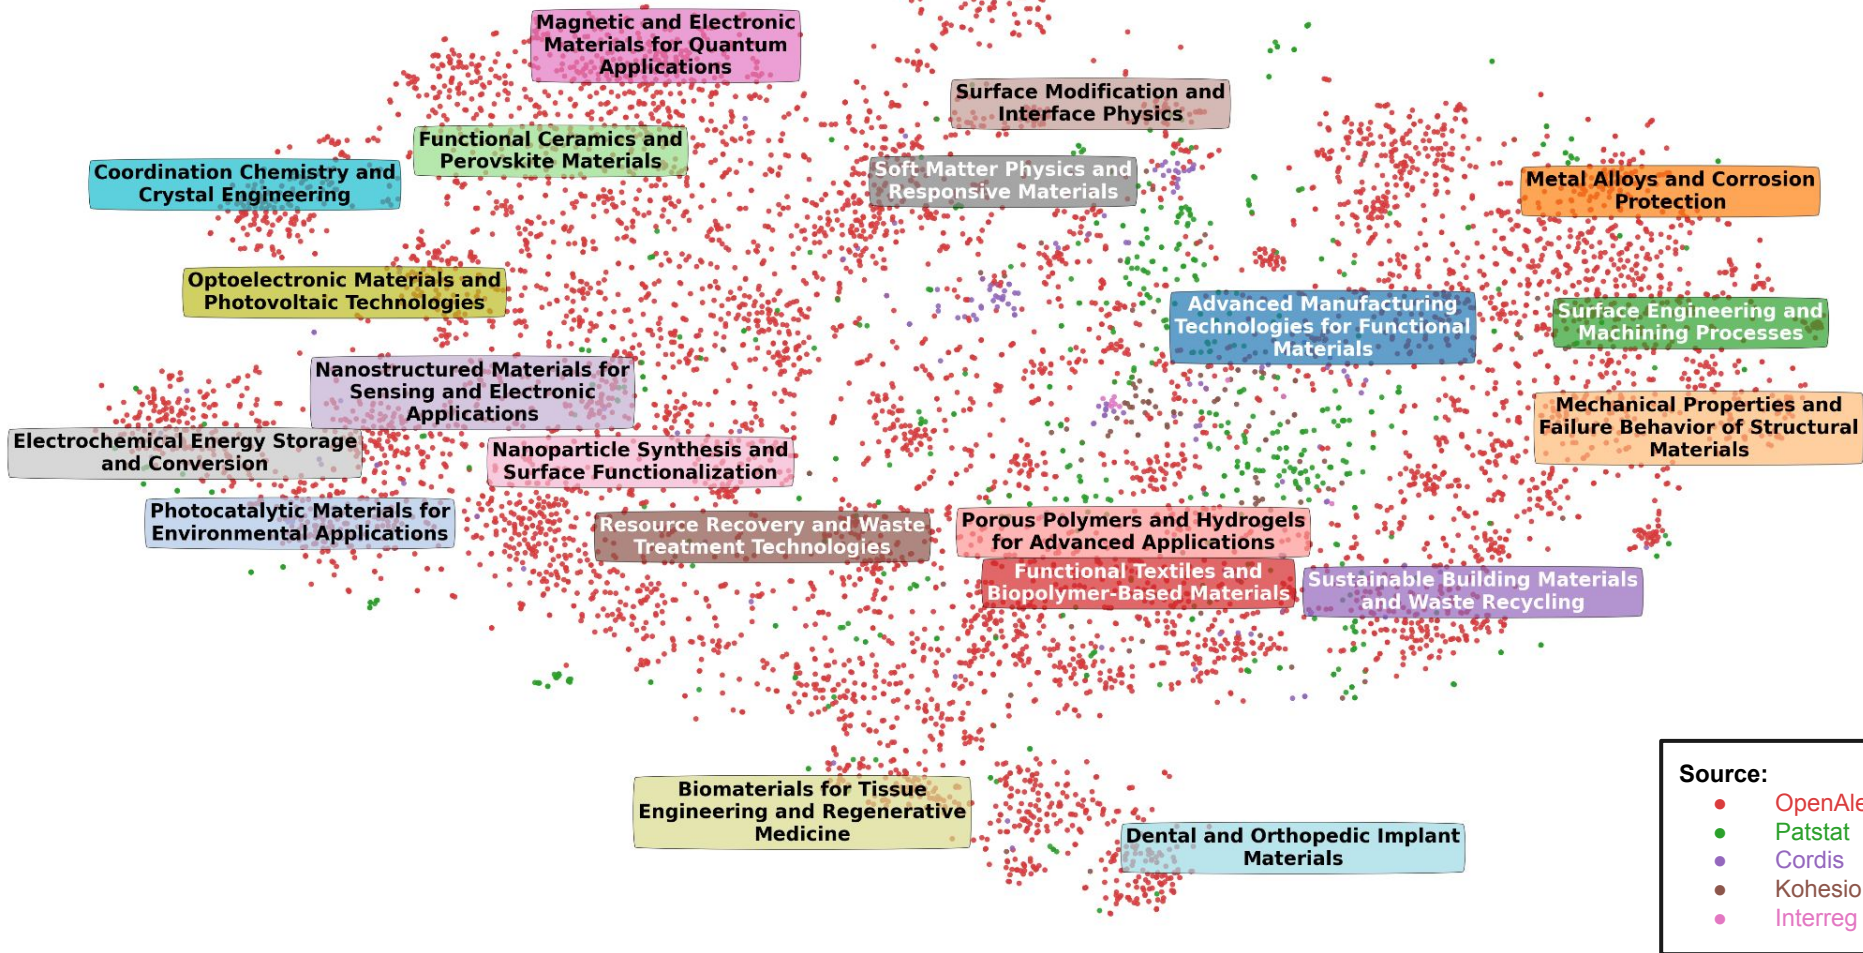 Magnetic and Electronic
Materials for Quantum
Applications
Surface Modification and
Interface Physics
Functional Ceramics and
Perovskite Materials
Coordination Chemistry and
Crystal Engineering
Soft Matter Physics and
Responsive Materials
Metal Alloys and Corrosion
Protection
Optoelectronic Materials and
Photovoltaic Technologies
Advanced Manufacturing
Technologies for Functional
Materials
Surface Engineering and
Machining Processes
Nanostructured Materials for
Sensing and Electronic
Applications
Mechanical Properties and
Failure Behavior of Structural
Materials
Electrochemical Energy Storage
and Conversion
Nanoparticle Synthesis and
Surface Functionalization
Photocatalytic Materials for
Environmental Applications
Resource Recovery and Waste
Treatment Technologies
Porous Polymers and Hydrogels
for Advanced Applications
Functional Textiles and
Biopolymer-Based Materials
Sustainable Building Materials
and Waste Recycling
Biomaterials for Tissue
Engineering and Regenerative
Medicine
Dental and Orthopedic Implant
Materials
Source:
OpenAle
Patstat
Cordis
Kohesio
Interreg